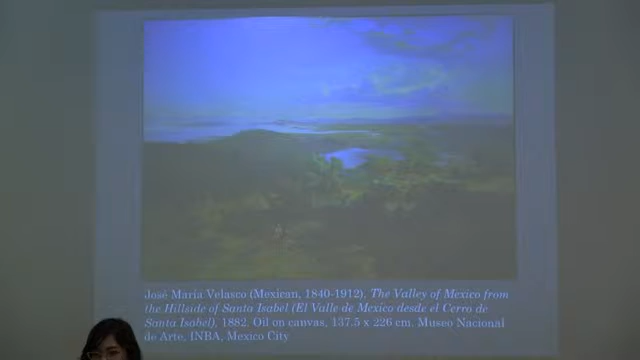 José María Velasco (Mexican, 1840-1912). The Valley of Mexico from
the Hillside of Santa Isabel (El Valle de Mexico desde el Cerro de
Santa Isabel), 1882. Oil on canvas, 137.5 x 226 cm. Museo Nacional
de Arte, INBA, Mexico City